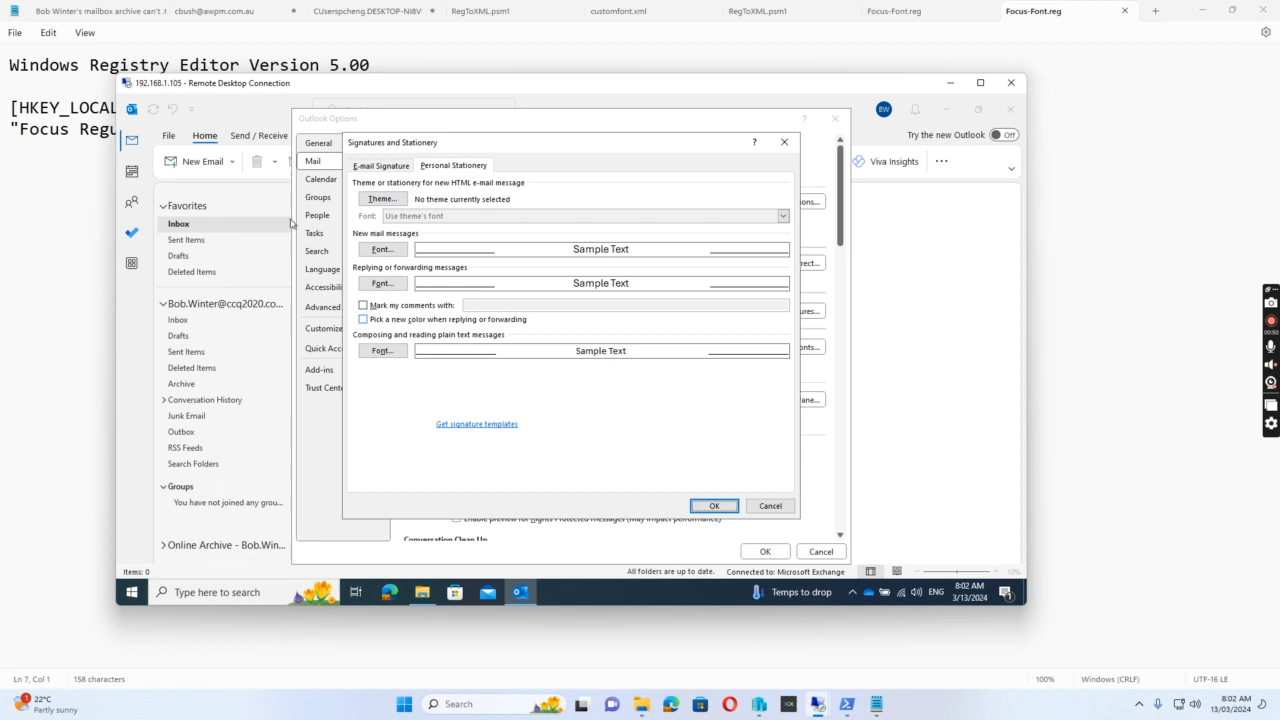 Bob Winter's mailbox archive can't .
cbush@awpm.com.au
CUserspcheng.DESKTOP-NI8V
RegToXML.psm1
customfont.xml
RegToXML.psm1
Focus-Font.reg
Focus-Font.reg
File
Edit
View
Windows Registry Editor Version 5.00
[HKEY_LOCAL
"Focus Regu
192.168.1.105 - Remote Desktop Connection
Outlook Options
BW
File
Home
Send / Receive
Try the new Outlook
Off
New Email
Viva Insights
Favorites
Inbox
Sent Items
Drafts
Deleted Items
Bob.Winter@ccq2020.co...
Inbox
Drafts
Sent Items
Deleted Items
Archive
Conversation History
Junk Email
Outbox
RSS Feeds
Search Folders
Groups
You have not joined any grou...
Online Archive - Bob.Win...
General
Mail
Calendar
Groups
People
Tasks
Search
Language
Accessibili
Advanced
Customize
Quick Acc
Add-ins
Trust Cent
Signatures and Stationery
E-mail Signature
Personal Stationery
Theme or stationery for new HTML e-mail message
Theme...
No theme currently selected
Font:
Use theme's font
New mail messages
Font...
Sample Text
Replying or forwarding messages
Font...
Sample Text
Mark my comments with:
Pick a new color when replying or forwarding
Composing and reading plain text messages
Font...
Sample Text
Get signature templates
OK
Cancel
ons...
rect...
ures...
onts...
ane...
Enable preview for Rights Protected messages (May impact performance)
Conversation Clean Up
OK
Cancel
Items: 0
All folders are up to date.
Connected to: Microsoft Exchange
10%
Type here to search
Temps to drop
ENG
8:02 AM
3/13/2024
1
00:50
Ln 7, Col 1
158 characters
100%
Windows (CRLF)
UTF-16 LE
22°C
Partly sunny
Search
8:02 AM
13/03/2024